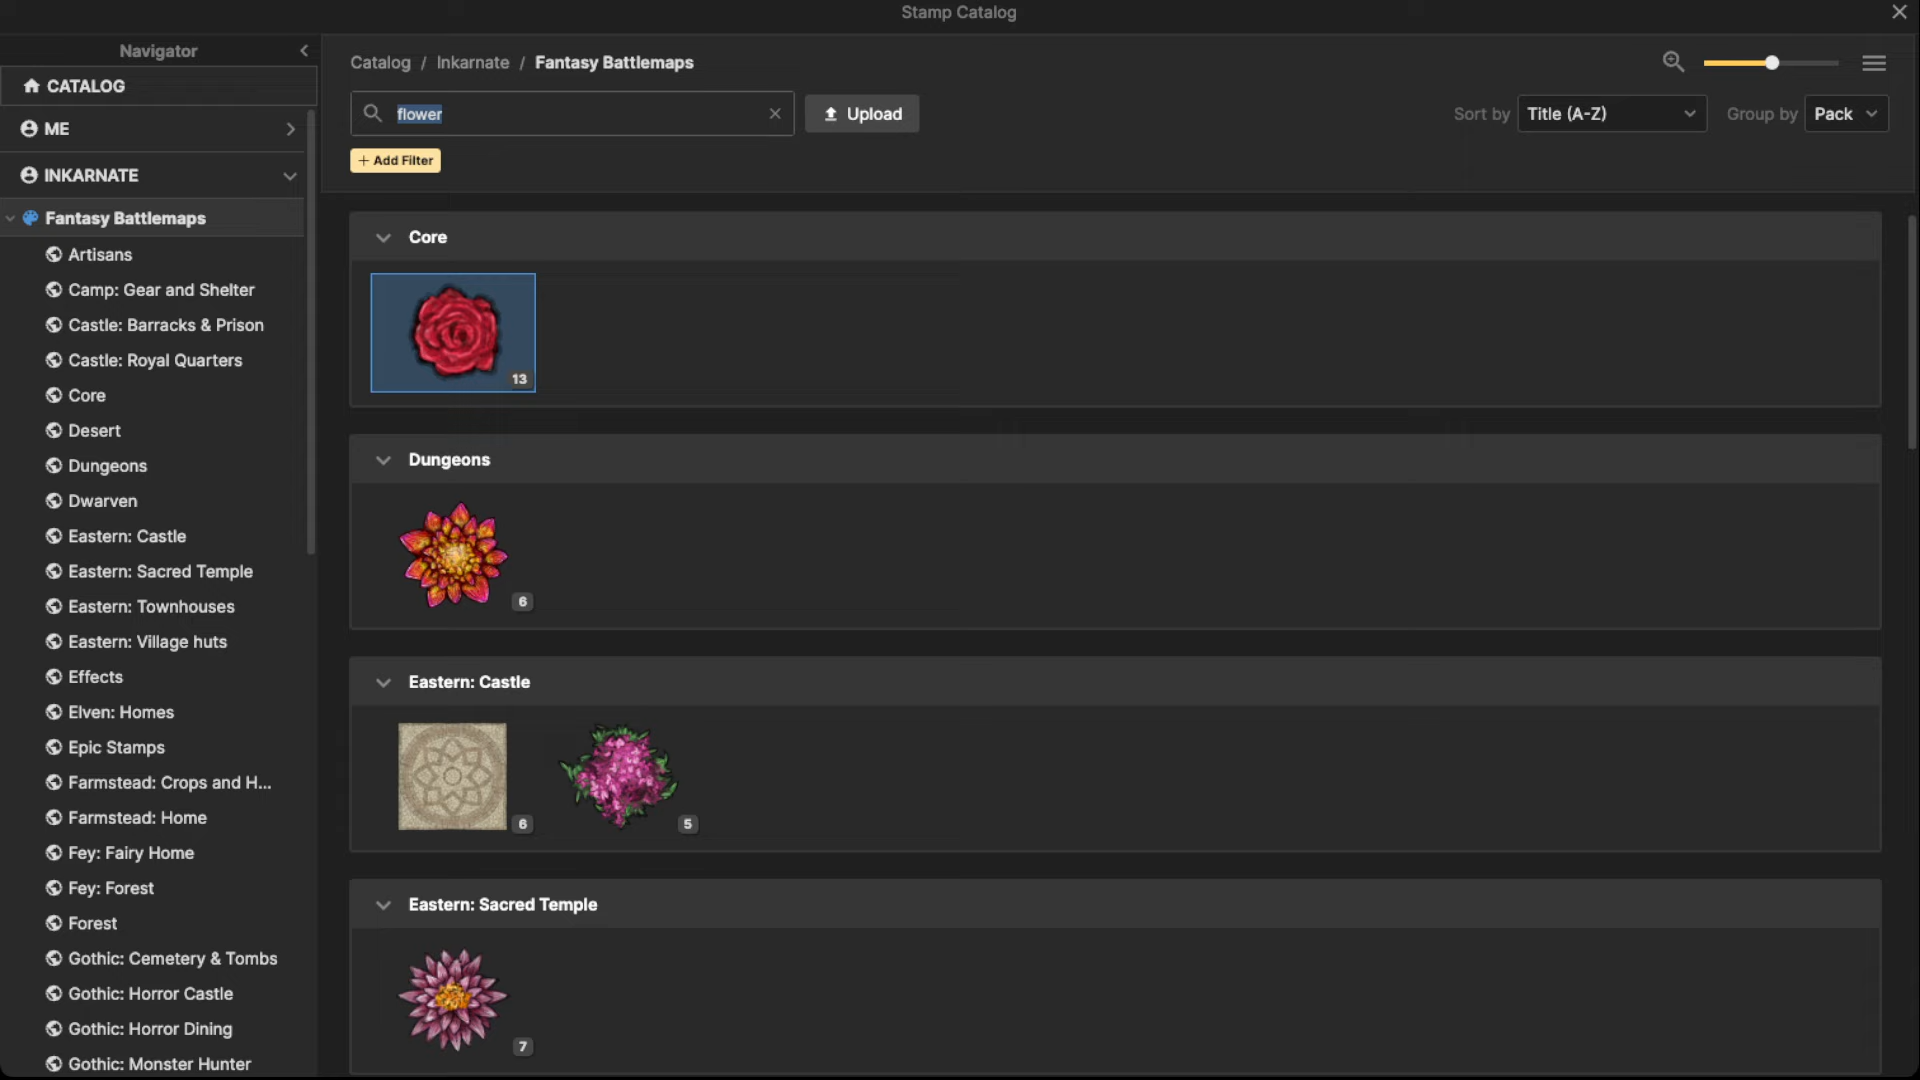 Stamp Catalog
Navigator
CATALOG
ME
INKARNATE
Fantasy Battlemaps
Artisans
Camp: Gear and Shelter
Castle: Barracks & Prison
Castle: Royal Quarters
Core
Desert
Dungeons
Dwarven
Eastern: Castle
Eastern: Sacred Temple
Eastern: Townhouses
Eastern: Village huts
Effects
Elven: Homes
Epic Stamps
Farmstead: Crops and H...
Farmstead: Home
Fey: Fairy Home
Fey: Forest
Forest
Gothic: Cemetery & Tombs
Gothic: Horror Castle
Gothic: Horror Dining
Gothic: Monster Hunter
Catalog / Inkarnate / Fantasy Battlemaps
flower
Upload
Sort by Title (A-Z) Group by Pack
+ Add Filter
Core
13
Dungeons
6
Eastern: Castle
6 5
Eastern: Sacred Temple
7